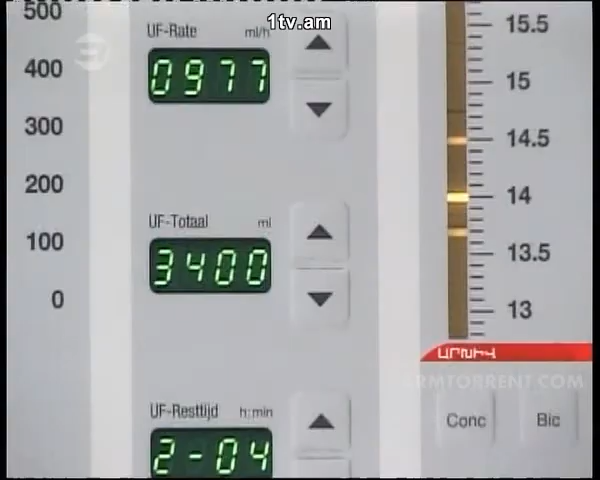 1tv.am
500
400
300
200
100
0
UF-Rate ml/h
0977
UF-Totaal ml
3400
UF-Resttijd h:min
2-04
15.5
15
14.5
14
13.5
13
ԱՐԽԻՎ
ARMTORRENT.COM
Conc
Bic